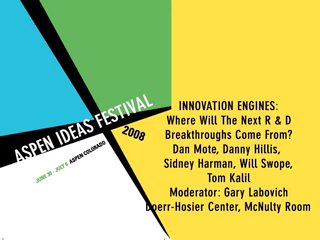 ASPEN IDEAS FESTIVAL
2008
JUNE 30 - JULY 6 ASPEN COLORADO
INNOVATION ENGINES:
Where Will The Next R & D
Breakthroughs Come From?
Dan Mote, Danny Hillis,
Sidney Harman, Will Swope,
Tom Kalil
Moderator: Gary Labovich
Doerr-Hosier Center, McNulty Room